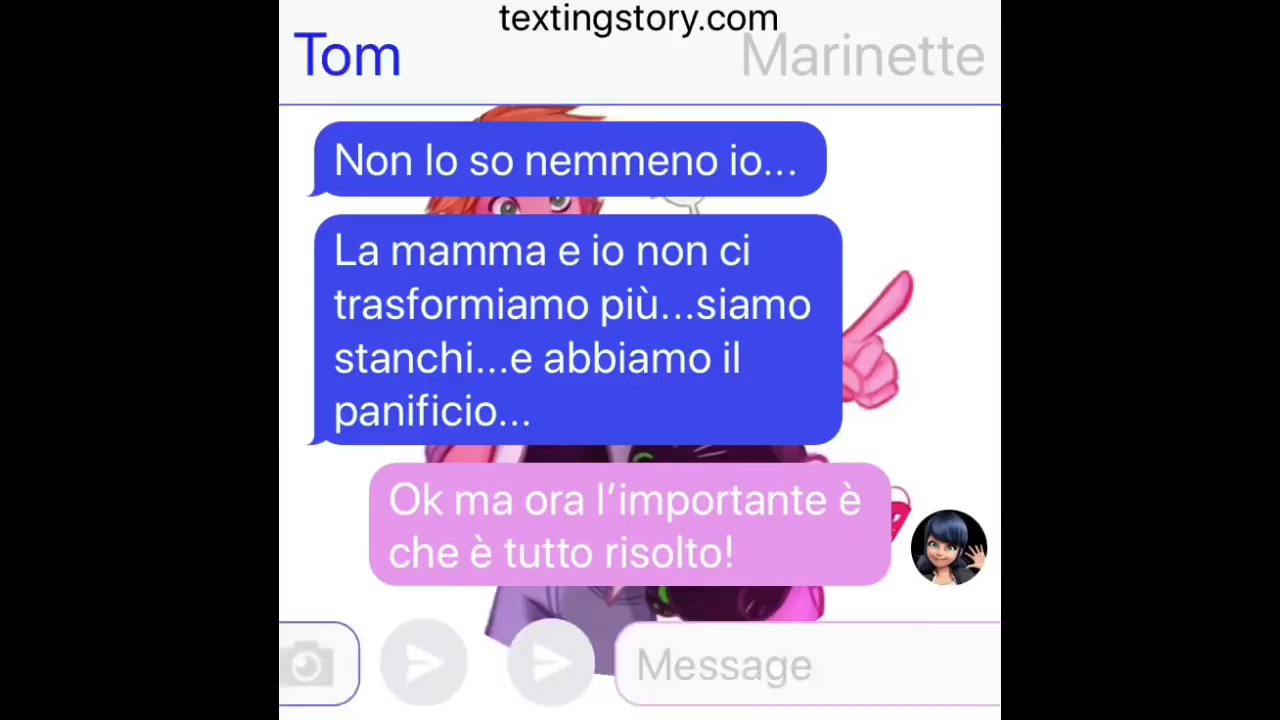 textingstory.com
Tom
Marinette
Non lo so nemmeno io...
La mamma e io non ci
trasformiamo più...siamo
stanchi...e abbiamo il
panificio...
Ok ma ora l’importante è
che è tutto risolto!
Message